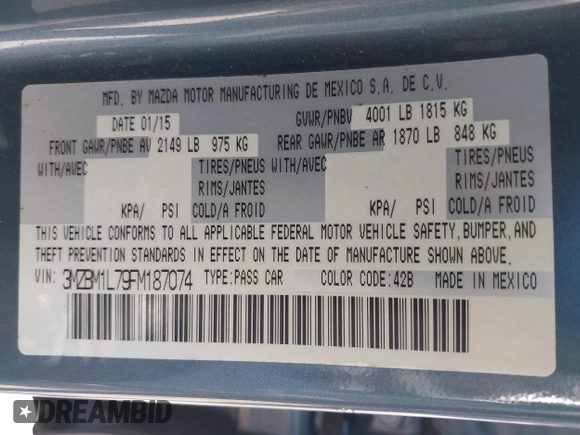 MFD. BY MAZDA MOTOR MANUFACTURING DE MEXICO S.A. DE C.V.
DATE 01/15 GVWR/PNBV 4001 LB 1815 KG
FRONT GAWR/PNBE AV 2149 LB 975 KG REAR GAWR/PNBE AR 1870 LB 848 KG
WITH/AVEC TIRES/PNEUS WITH/AVEC TIRES/PNEUS
RIMS/JANTES RIMS/JANTES
KPA/ PSI COLD/A FROID KPA/ PSI COLD/A FROID
THIS VEHICLE CONFORMS TO ALL APPLICABLE FEDERAL MOTOR VEHICLE SAFETY, BUMPER, AND
THEFT PREVENTION STANDARDS IN EFFECT ON THE DATE OF MANUFACTURE SHOWN ABOVE.
VIN: 3MZBM1L79FM187074 TYPE:PASS CAR COLOR CODE:42B MADE IN MEXICO
DREAMBID